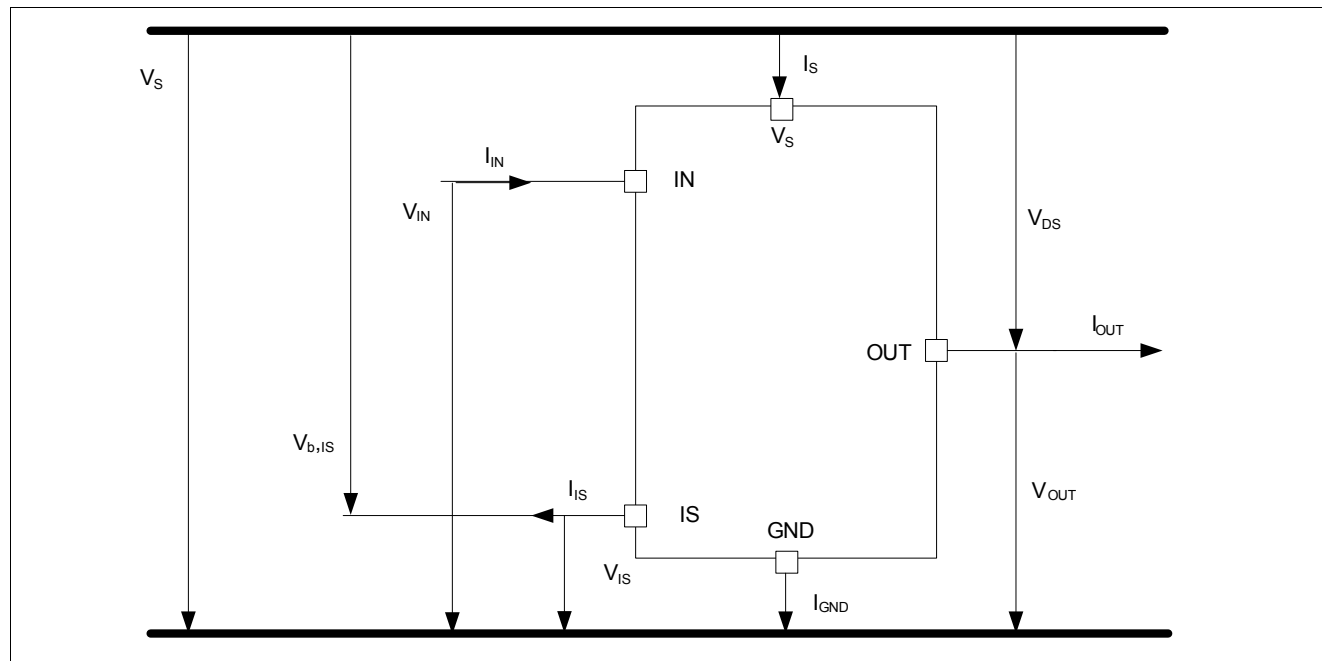 V_S
I_S
V_S
I_IN
IN
V_IN
V_DS
I_OUT
OUT
V_b,IS
I_IS
IS
V_OUT
GND
V_IS
I_GND